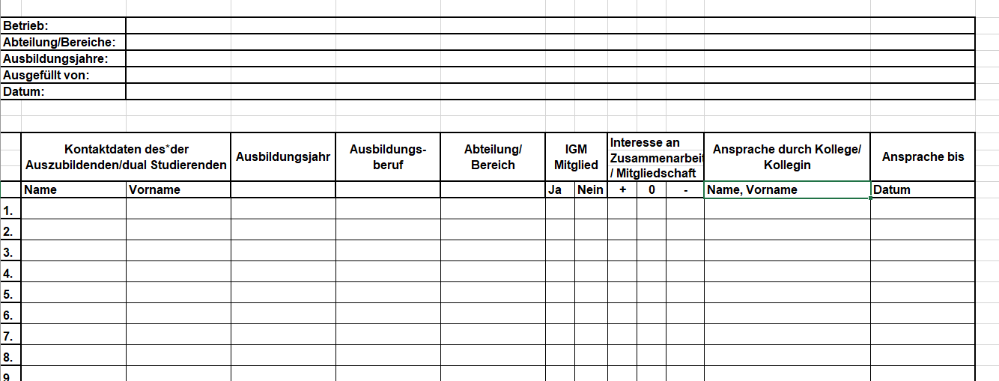 Betrieb:
Abteilung/Bereiche:
Ausbildungsjahre:
Ausgefüllt von:
Datum:
Kontaktdaten des*der
Auszubildenden/dual Studierenden
Ausbildungsjahr
Ausbildungs-
beruf
Abteilung/
Bereich
IGM
Mitglied
Interesse an
Zusammenarbeit
/ Mitgliedschaft
Ansprache durch Kollege/
Kollegin
Ansprache bis
Name Vorname Ja Nein + 0 - Name, Vorname Datum
1.
2.
3.
4.
5.
6.
7.
8.
9